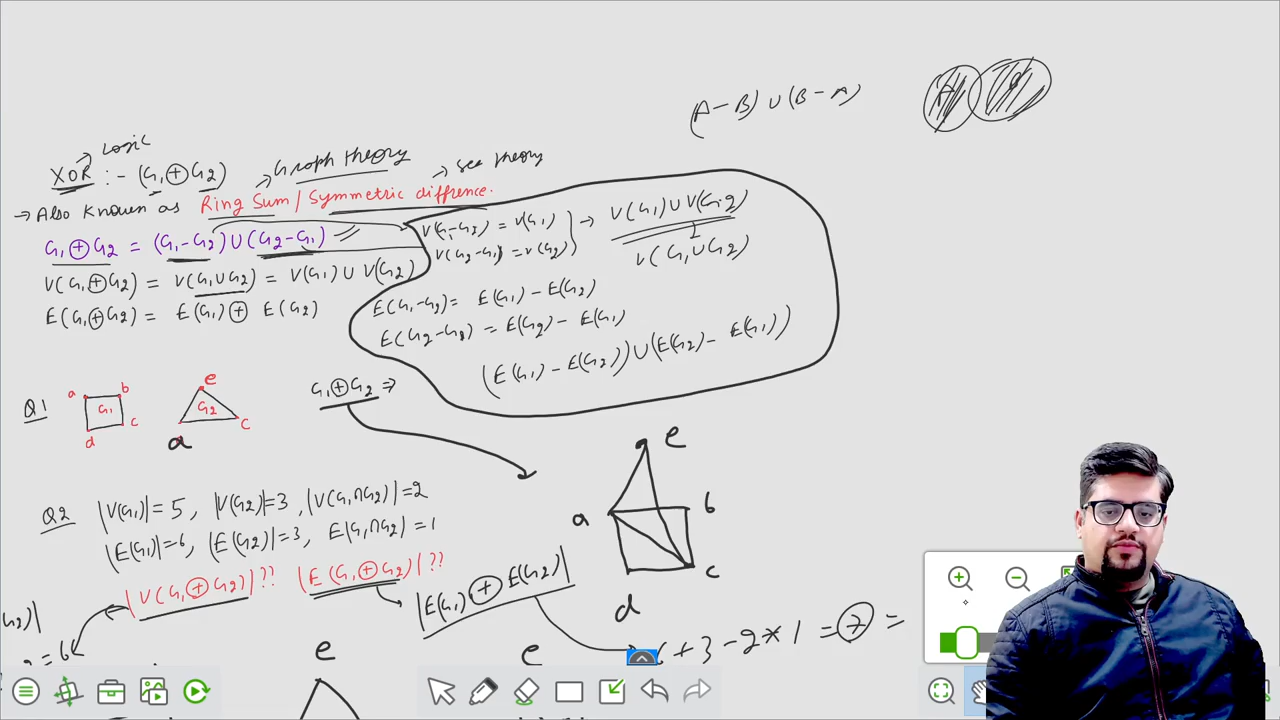 (A - B) ∪ (B - A)
A B
→ Logic
XOR :- (G₁⊕G₂) → Graph theory → set theory
→ Also known as Ring Sum / Symmetric diffrence.
G₁⊕G₂ = (G₁-G₂) ∪ (G₂-G₁)
V(G₁⊕G₂) = V(G₁∪G₂) = V(G₁) ∪ V(G₂)
E(G₁⊕G₂) = E(G₁) ⊕ E(G₂)
V(G₁-G₂) = V(G₁)
V(G₂-G₁) = V(G₂)
→ V(G₁) ∪ V(G₂)
V(G₁∪G₂)
E(G₁-G₂) = E(G₁) - E(G₂)
E(G₂-G₁) = E(G₂) - E(G₁)
(E(G₁) - E(G₂)) ∪ (E(G₂) - E(G₁))
Q1
a b
G₁
d c
e
G₂
a c
G₁⊕G₂ ⇒
e
a b
d c
Q2 |V(G₁)| = 5, |V(G₂)| = 3, |V(G₁∩G₂)| = 2
|E(G₁)| = 6, |E(G₂)| = 3, E(G₁∩G₂) = 1
|V(G₁⊕G₂)| ?? |E(G₁⊕G₂)| ??
|E(G₁) ⊕ E(G₂)|
+ 3 - 2 * 1 = 7 =
= 6
e
e